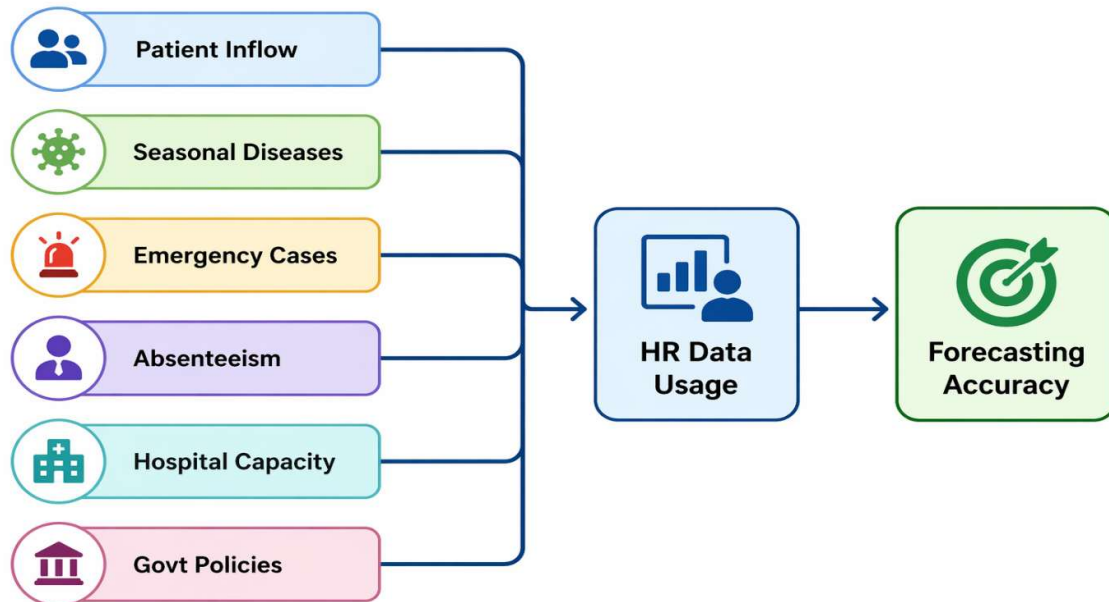 Patient Inflow
Seasonal Diseases
Emergency Cases
Absenteeism
Hospital Capacity
Govt Policies
HR Data
Usage
Forecasting
Accuracy